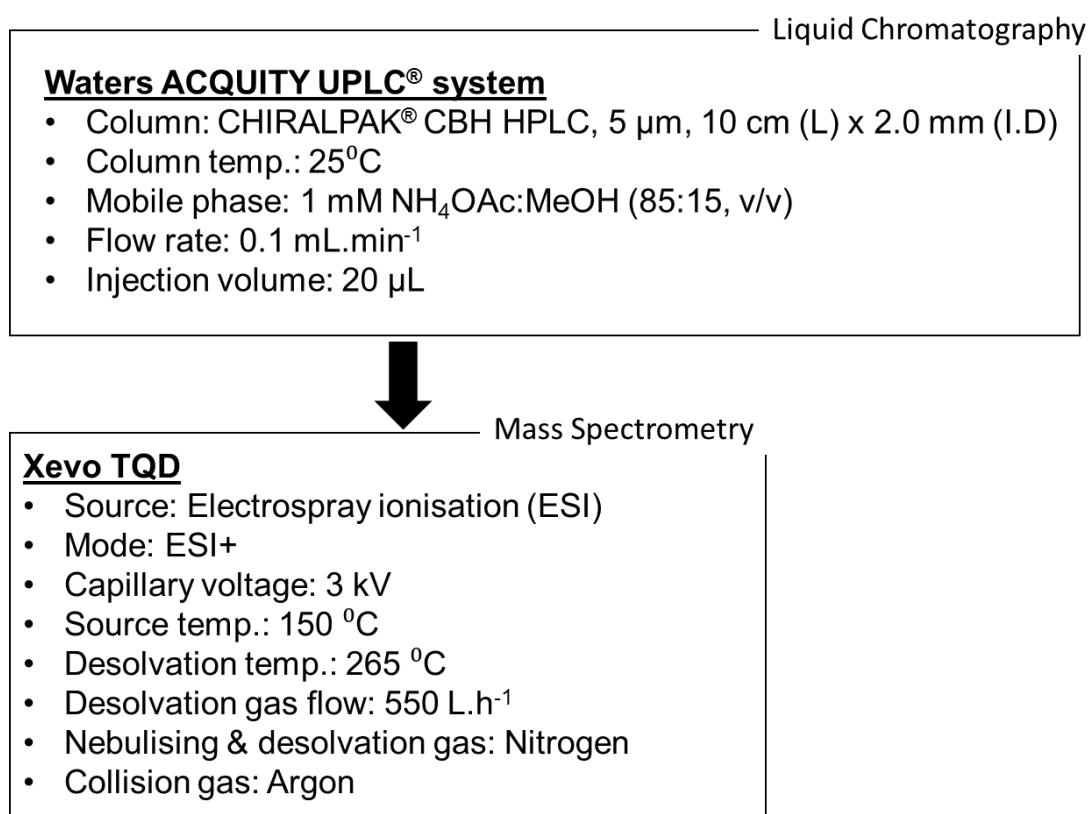 Liquid Chromatography
Waters ACQUITY UPLC® system
• Column: CHIRALPAK® CBH HPLC, 5 µm, 10 cm (L) x 2.0 mm (I.D)
• Column temp.: 25⁰C
• Mobile phase: 1 mM NH₄OAc:MeOH (85:15, v/v)
• Flow rate: 0.1 mL.min⁻¹
• Injection volume: 20 µL
Mass Spectrometry
Xevo TQD
• Source: Electrospray ionisation (ESI)
• Mode: ESI+
• Capillary voltage: 3 kV
• Source temp.: 150 ⁰C
• Desolvation temp.: 265 ⁰C
• Desolvation gas flow: 550 L.h⁻¹
• Nebulising & desolvation gas: Nitrogen
• Collision gas: Argon